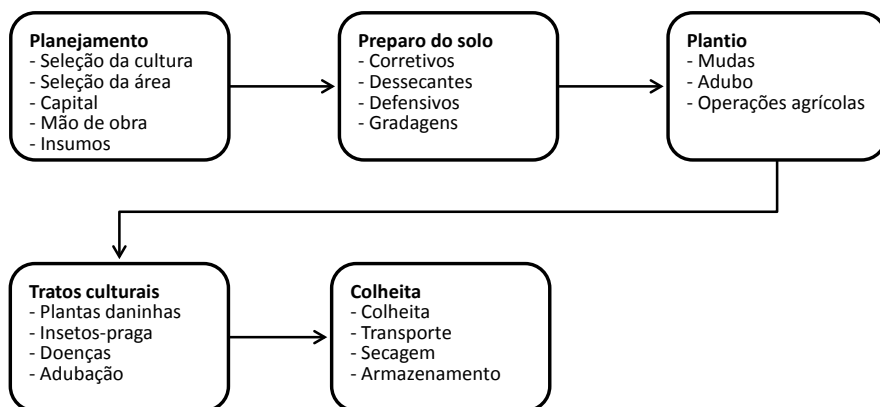 Planejamento
- Seleção da cultura
- Seleção da área
- Capital
- Mão de obra
- Insumos
Preparo do solo
- Corretivos
- Dessecantes
- Defensivos
- Gradagens
Plantio
- Mudas
- Adubo
- Operações agrícolas
Tratos culturais
- Plantas daninhas
- Insetos-praga
- Doenças
- Adubação
Colheita
- Colheita
- Transporte
- Secagem
- Armazenamento